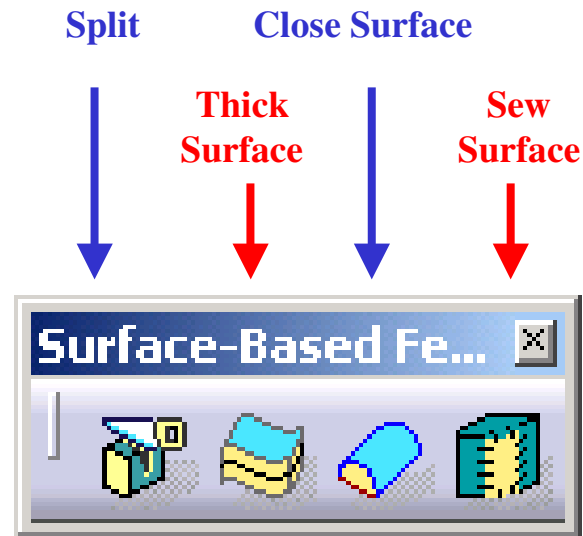 Split
Close Surface
Thick
Surface
Sew
Surface
Surface-Based Fe...